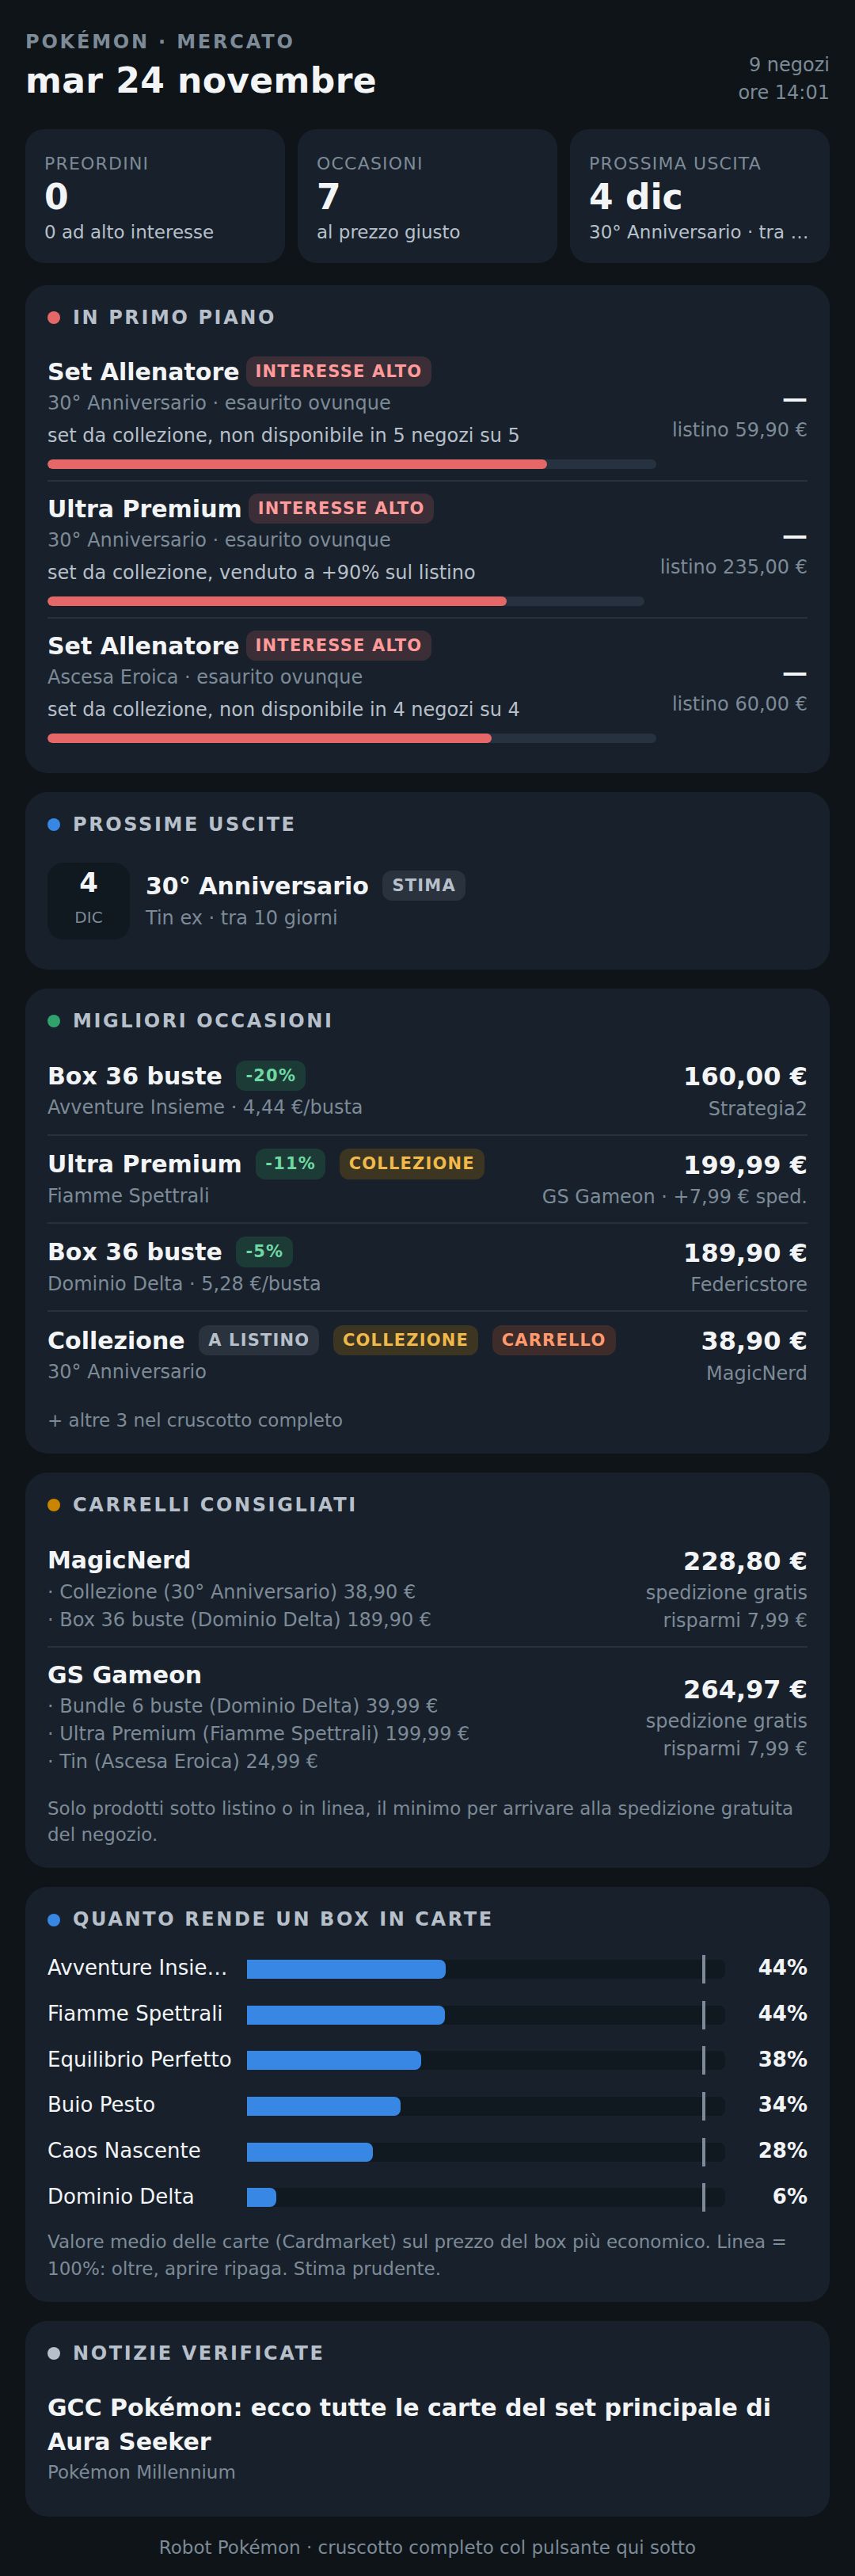 POKÉMON · MERCATO
mar 24 novembre
9 negozi
ore 14:01
PREORDINI
0
0 ad alto interesse
OCCASIONI
7
al prezzo giusto
PROSSIMA USCITA
4 dic
30° Anniversario · tra …
IN PRIMO PIANO
Set Allenatore INTERESSE ALTO
30° Anniversario · esaurito ovunque
set da collezione, non disponibile in 5 negozi su 5
—
listino 59,90 €
Ultra Premium INTERESSE ALTO
30° Anniversario · esaurito ovunque
set da collezione, venduto a +90% sul listino
—
listino 235,00 €
Set Allenatore INTERESSE ALTO
Ascesa Eroica · esaurito ovunque
set da collezione, non disponibile in 4 negozi su 4
—
listino 60,00 €
PROSSIME USCITE
4
DIC
30° Anniversario STIMA
Tin ex · tra 10 giorni
MIGLIORI OCCASIONI
Box 36 buste -20%
Avventure Insieme · 4,44 €/busta
160,00 €
Strategia2
Ultra Premium -11% COLLEZIONE
Fiamme Spettrali
199,99 €
GS Gameon · +7,99 € sped.
Box 36 buste -5%
Dominio Delta · 5,28 €/busta
189,90 €
Federicstore
Collezione A LISTINO COLLEZIONE CARRELLO
30° Anniversario
38,90 €
MagicNerd
+ altre 3 nel cruscotto completo
CARRELLI CONSIGLIATI
MagicNerd
· Collezione (30° Anniversario) 38,90 €
· Box 36 buste (Dominio Delta) 189,90 €
228,80 €
spedizione gratis
risparmi 7,99 €
GS Gameon
· Bundle 6 buste (Dominio Delta) 39,99 €
· Ultra Premium (Fiamme Spettrali) 199,99 €
· Tin (Ascesa Eroica) 24,99 €
264,97 €
spedizione gratis
risparmi 7,99 €
Solo prodotti sotto listino o in linea, il minimo per arrivare alla spedizione gratuita
del negozio.
QUANTO RENDE UN BOX IN CARTE
Avventure Insie… 44%
Fiamme Spettrali 44%
Equilibrio Perfetto 38%
Buio Pesto 34%
Caos Nascente 28%
Dominio Delta 6%
Valore medio delle carte (Cardmarket) sul prezzo del box più economico. Linea =
100%: oltre, aprire ripaga. Stima prudente.
NOTIZIE VERIFICATE
GCC Pokémon: ecco tutte le carte del set principale di
Aura Seeker
Pokémon Millennium
Robot Pokémon · cruscotto completo col pulsante qui sotto